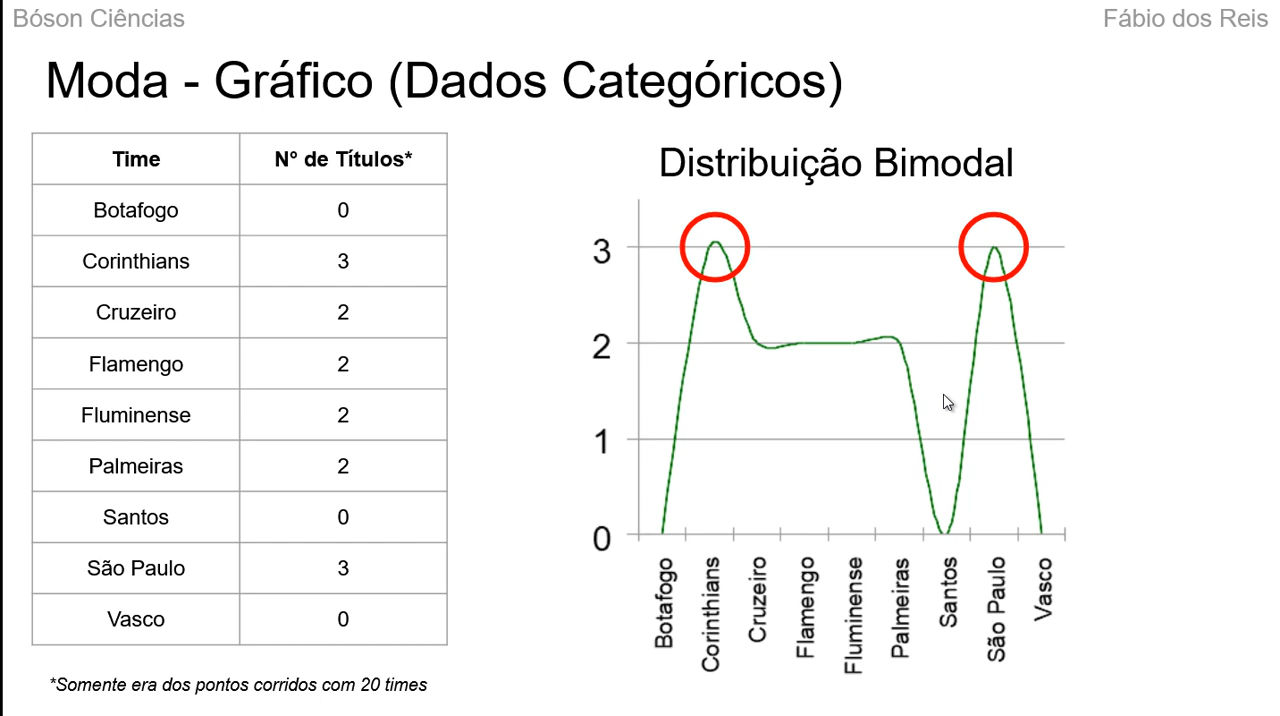 Bóson Ciências
Fábio dos Reis
Moda - Gráfico (Dados Categóricos)
Time Nº de Títulos*
Botafogo 0
Corinthians 3
Cruzeiro 2
Flamengo 2
Fluminense 2
Palmeiras 2
Santos 0
São Paulo 3
Vasco 0
*Somente era dos pontos corridos com 20 times
Distribuição Bimodal
3
2
1
0
Botafogo
Corinthians
Cruzeiro
Flamengo
Fluminense
Palmeiras
Santos
São Paulo
Vasco